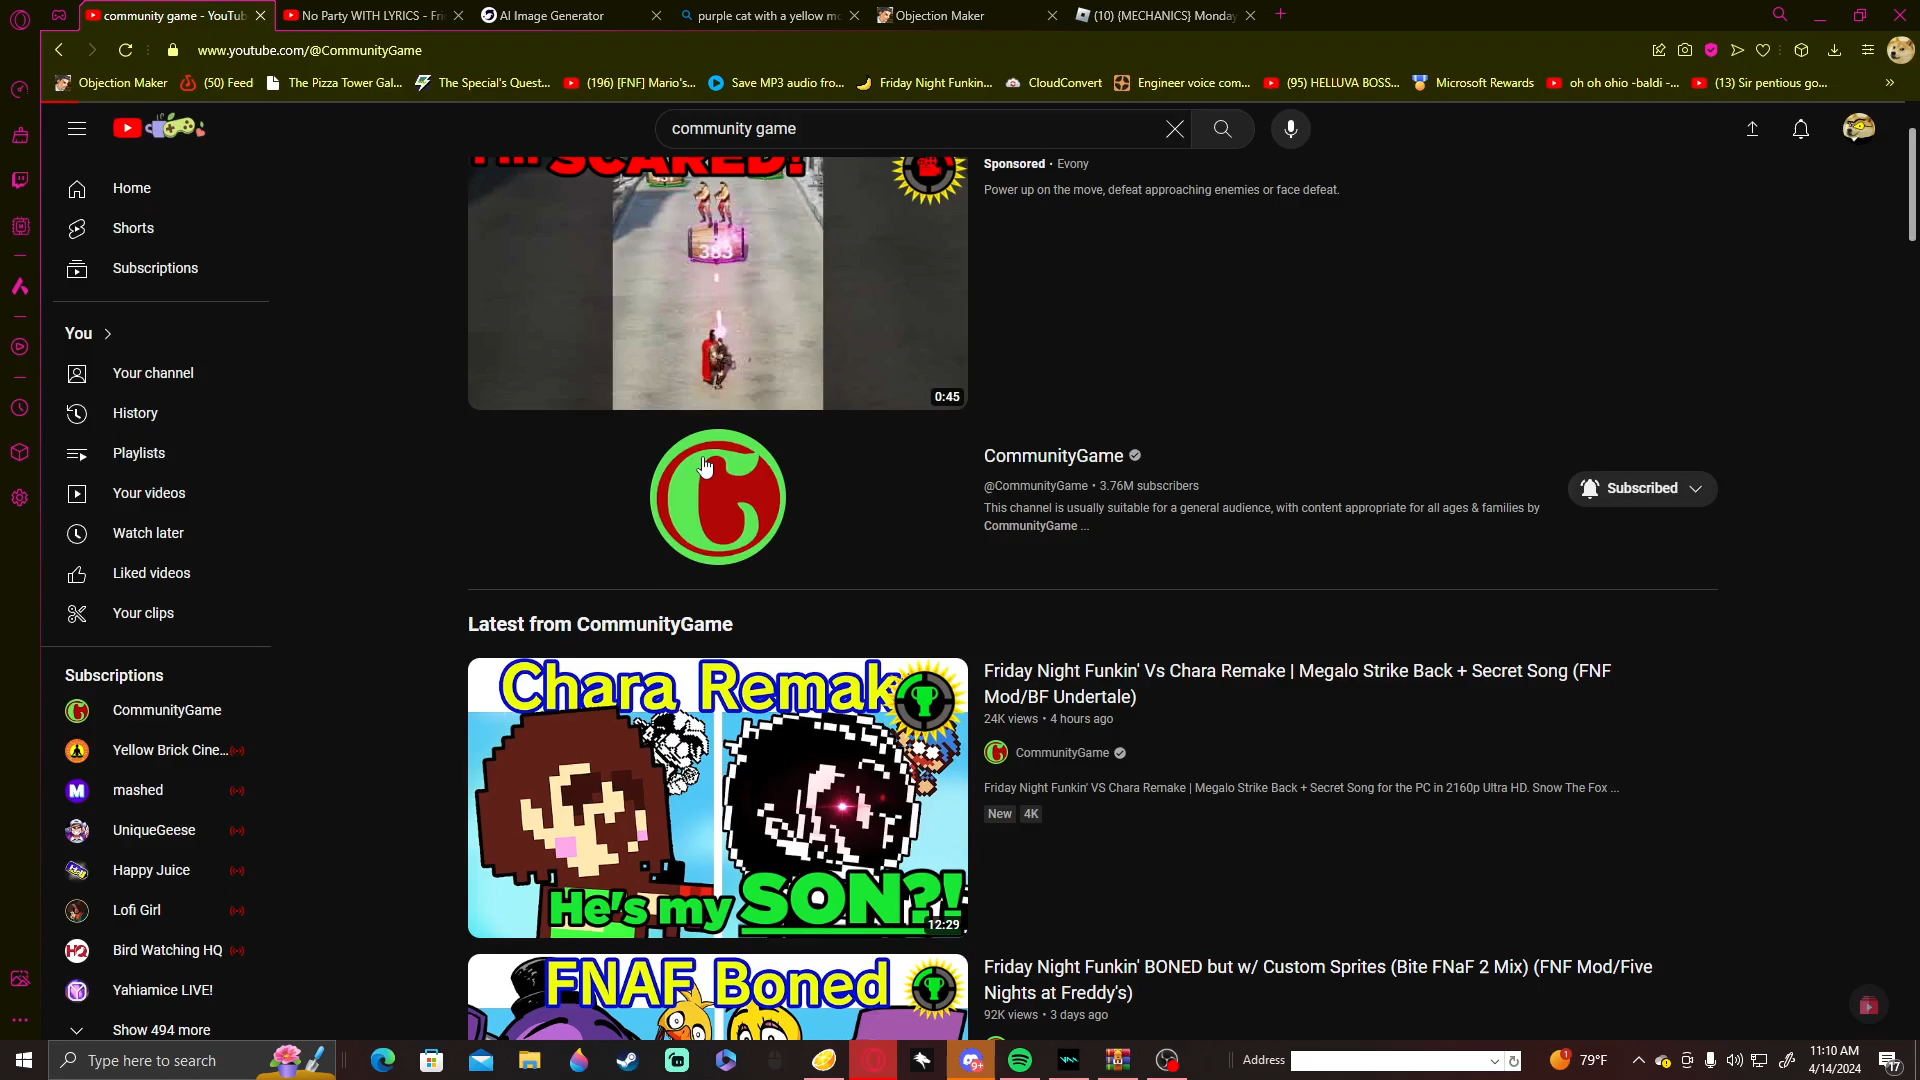 community game - YouTub
No Party WITH LYRICS - Fri
AI Image Generator
purple cat with a yellow mo
Objection Maker
(10) {MECHANICS} Monday
www.youtube.com/@CommunityGame
Objection Maker
(50) Feed
The Pizza Tower Gal...
The Special's Quest...
(196) [FNF] Mario's...
Save MP3 audio fro...
Friday Night Funkin...
CloudConvert
Engineer voice com...
(95) HELLUVA BOSS...
Microsoft Rewards
oh oh ohio -baldi -...
(13) Sir pentious go...
community game
Home
Shorts
Subscriptions
You
Your channel
History
Playlists
Your videos
Watch later
Liked videos
Your clips
Subscriptions
CommunityGame
Yellow Brick Cine...
mashed
UniqueGeese
Happy Juice
Lofi Girl
Bird Watching HQ
Yahiamice LIVE!
Show 494 more
I'm SCARED!
383
0:45
Sponsored · Evony
Power up on the move, defeat approaching enemies or face defeat.
CommunityGame
@CommunityGame • 3.76M subscribers
This channel is usually suitable for a general audience, with content appropriate for all ages & families by
CommunityGame ...
Subscribed
Latest from CommunityGame
Chara Remak
He's my SON?!
12:29
Friday Night Funkin' Vs Chara Remake | Megalo Strike Back + Secret Song (FNF
Mod/BF Undertale)
24K views • 4 hours ago
CommunityGame
Friday Night Funkin' VS Chara Remake | Megalo Strike Back + Secret Song for the PC in 2160p Ultra HD. Snow The Fox ...
New
4K
FNAF Boned
Friday Night Funkin' BONED but w/ Custom Sprites (Bite FNaF 2 Mix) (FNF Mod/Five
Nights at Freddy's)
92K views • 3 days ago
Type here to search
9+
Address
1
79°F
11:10 AM
4/14/2024
17